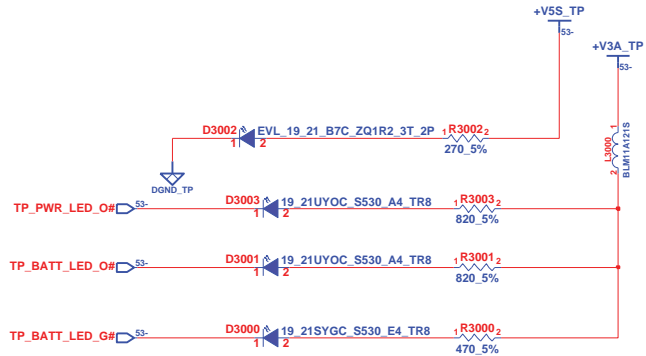 +V5S_TP
53-
+V3A_TP
53-
D3002 EVL_19_21_B7C_ZQ1R2_3T_2P 1 R3002 2
1 2 270_5%
L3000 1 2
BLM11A121S
DGND_TP
TP_PWR_LED_O# 53- D3003 19_21UYOC_S530_A4_TR8 1 R3003 2
1 2 820_5%
TP_BATT_LED_O# 53- D3001 19_21UYOC_S530_A4_TR8 1 R3001 2
1 2 820_5%
TP_BATT_LED_G# 53- D3000 19_21SYGC_S530_E4_TR8 1 R3000 2
1 2 470_5%